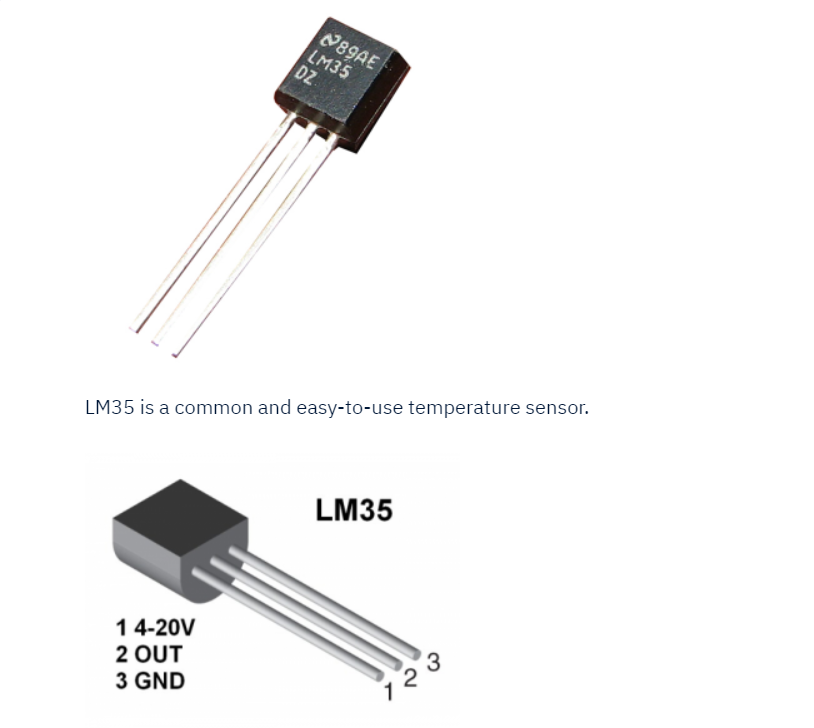 89AE
LM35
DZ
LM35 is a common and easy-to-use temperature sensor.
LM35
1 4-20V
2 OUT
3 GND
1
2
3